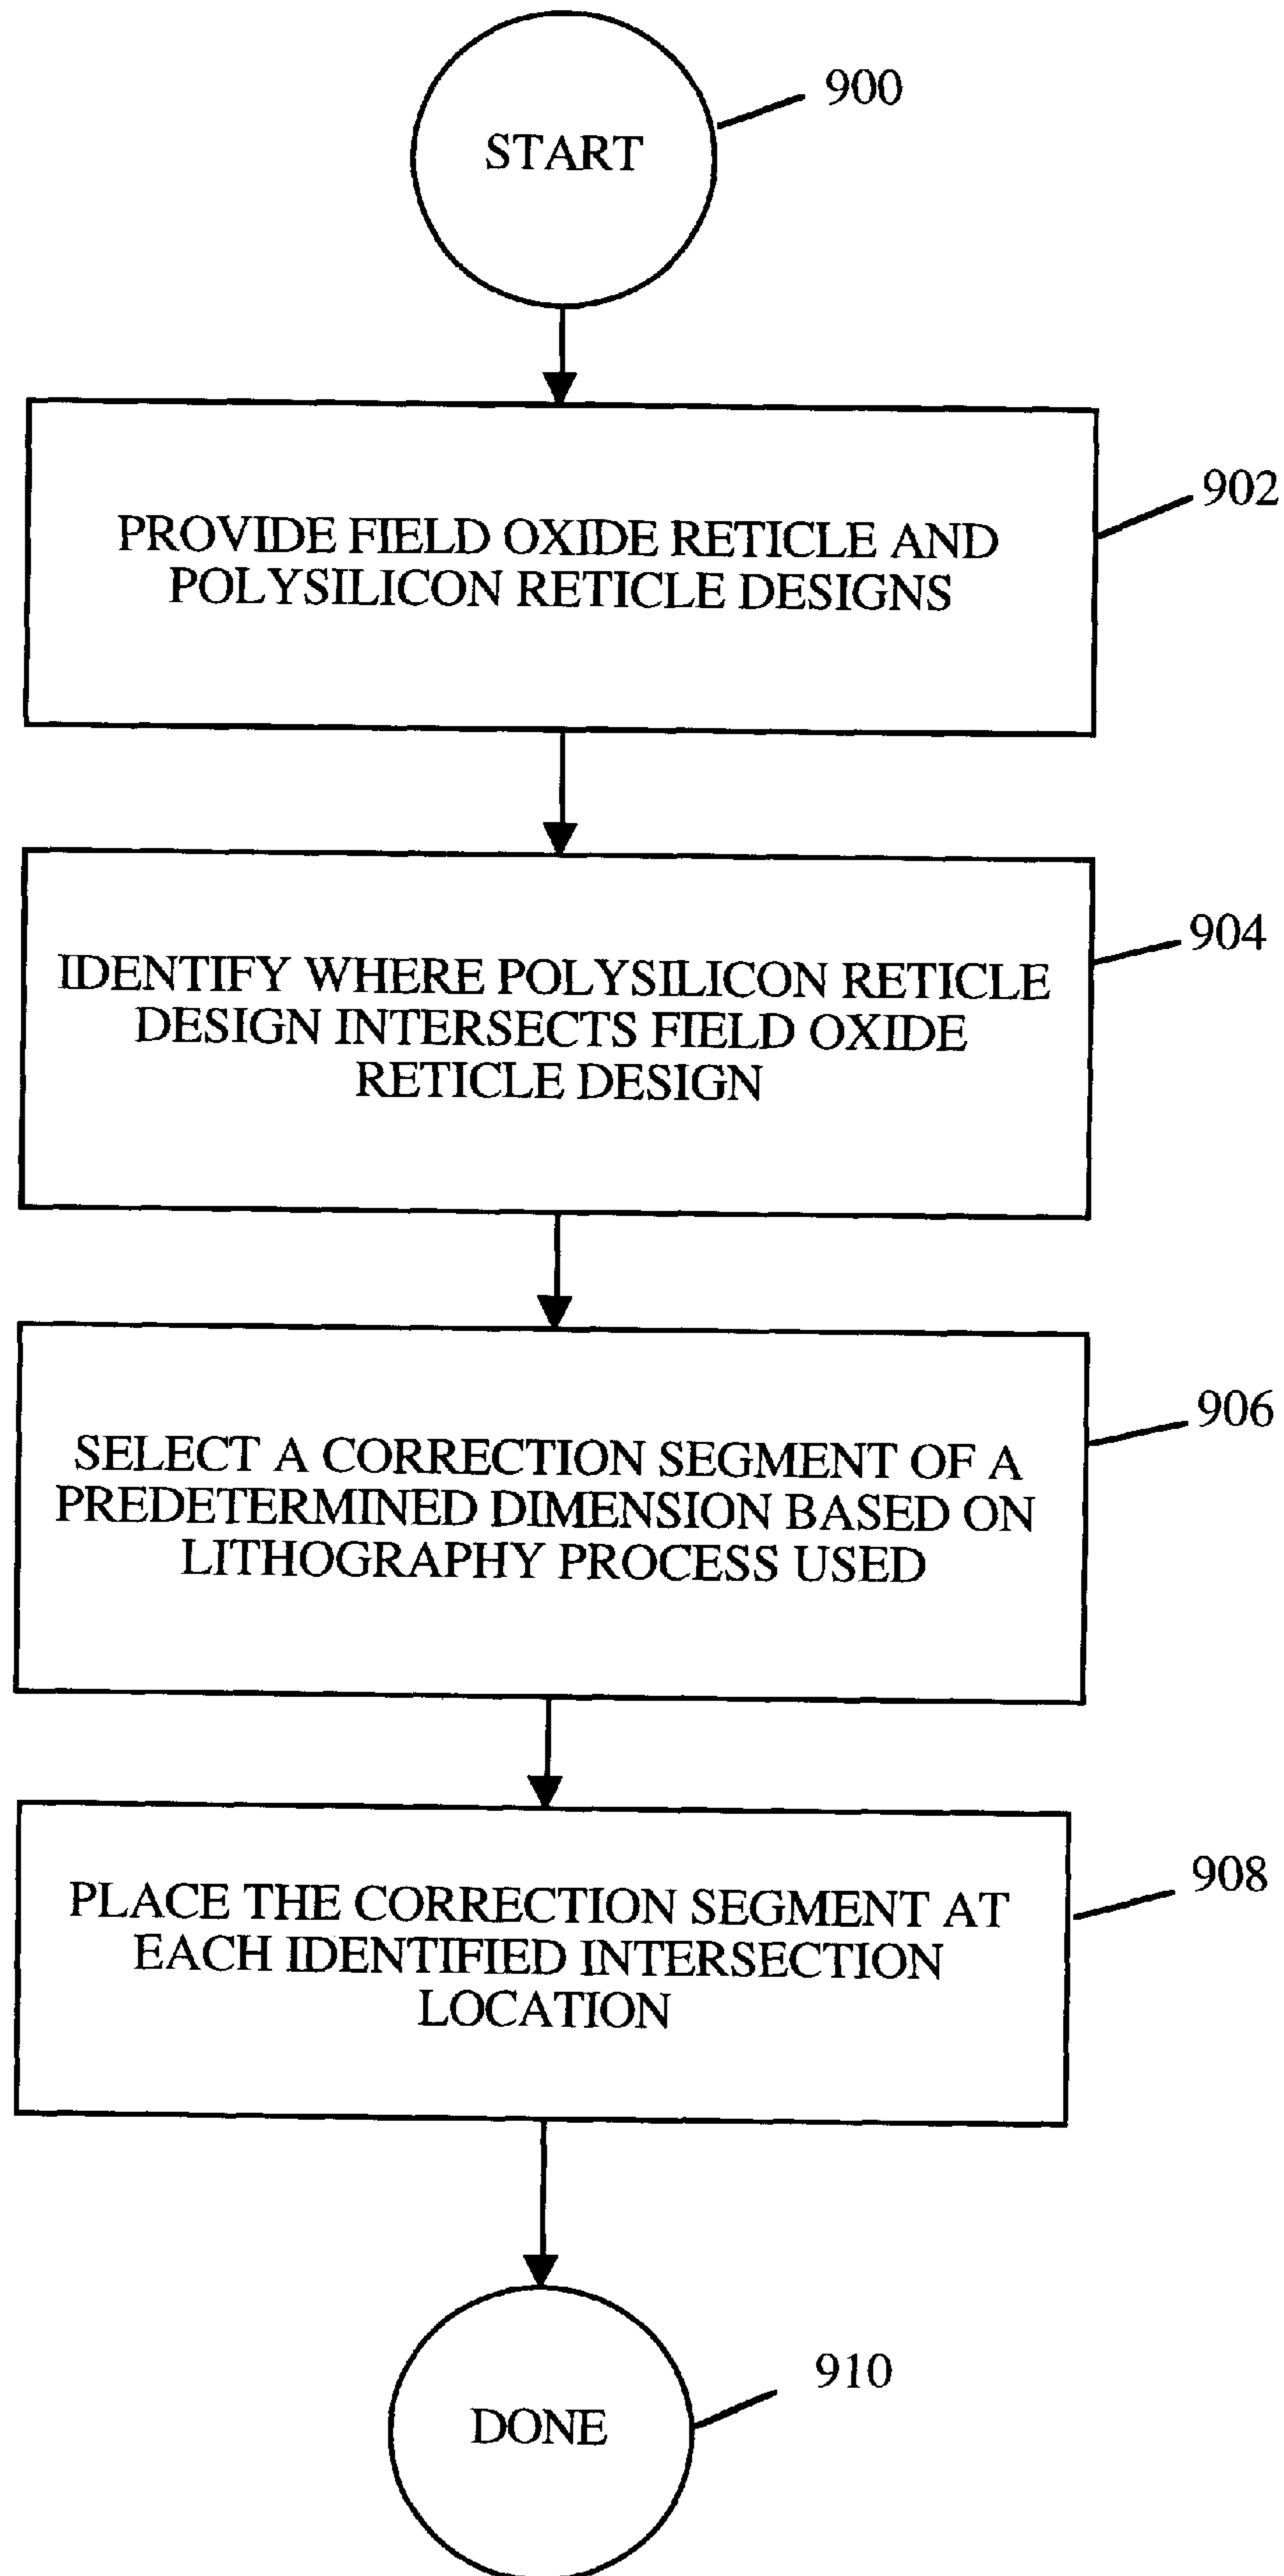 START
900
PROVIDE FIELD OXIDE RETICLE AND
POLYSILICON RETICLE DESIGNS
902
IDENTIFY WHERE POLYSILICON RETICLE
DESIGN INTERSECTS FIELD OXIDE
RETICLE DESIGN
904
SELECT A CORRECTION SEGMENT OF A
PREDETERMINED DIMENSION BASED ON
LITHOGRAPHY PROCESS USED
906
PLACE THE CORRECTION SEGMENT AT
EACH IDENTIFIED INTERSECTION
LOCATION
908
DONE
910